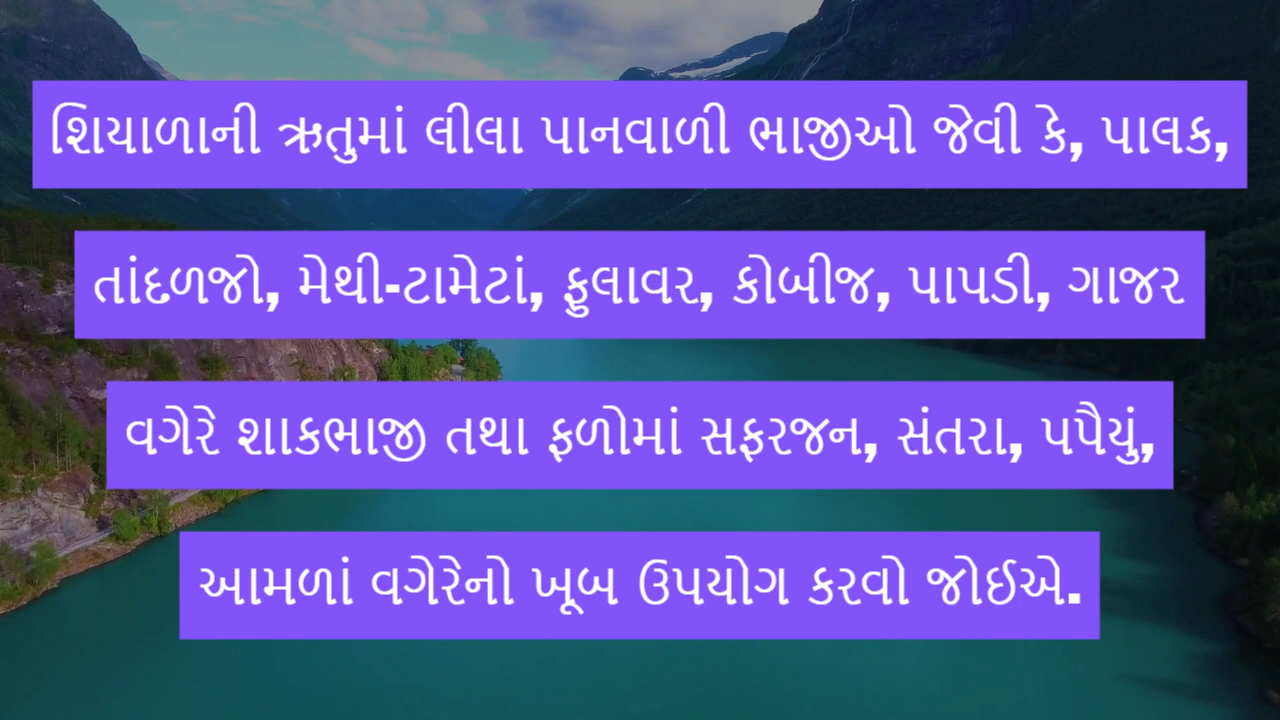 શિયાળાની ઋતુમાં લીલા પાનવાળી ભાજીઓ જેવી કે, પાલક,
તાંદળજો, મેથી-ટામેટાં, ફુલાવર, કોબીજ, પાપડી, ગાજર
વગેરે શાકભાજી તથા ફળોમાં સફરજન, સંતરા, પપૈયું,
આમળાં વગેરેનો ખૂબ ઉપયોગ કરવો જોઈએ.